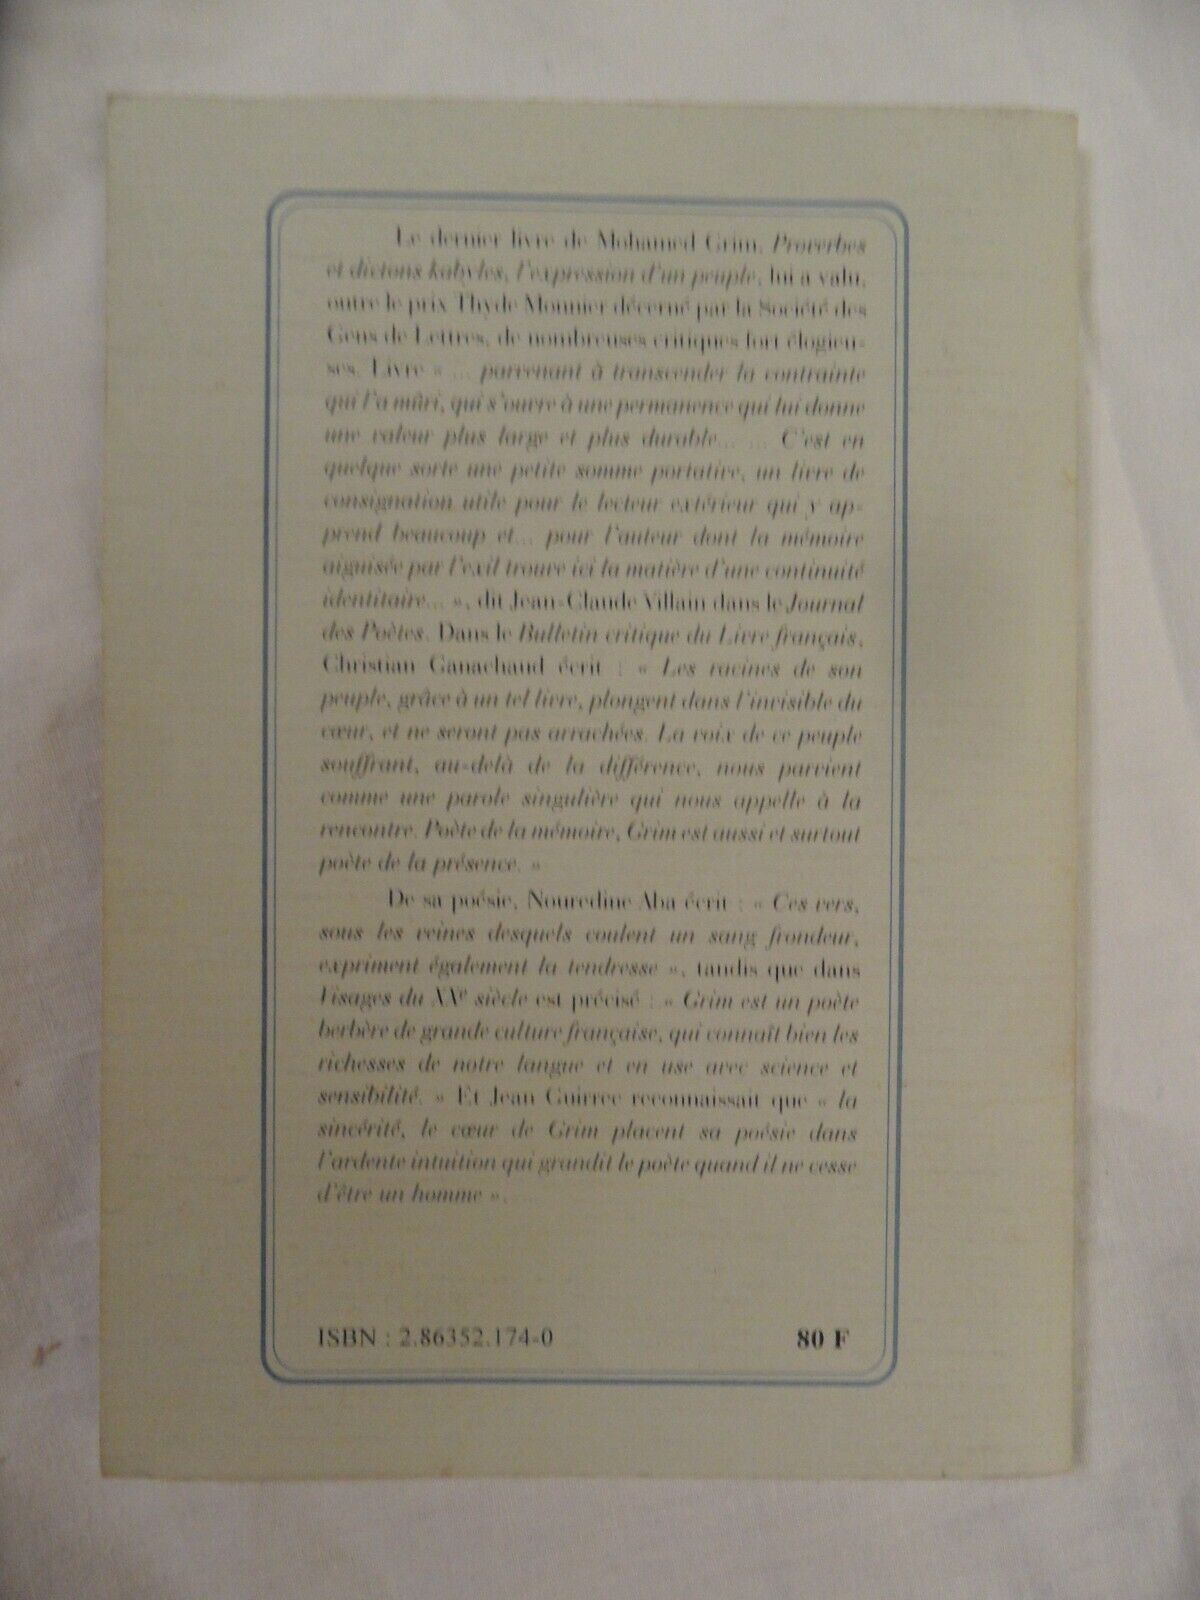 Le dernier livre de Mohamed Grim, Proverbes
et dictons kabyles, l'expression d'un peuple, lui a valu,
outre le prix Thyde Monnier décerné par la Société des
Gens de Lettres, de nombreuses critiques fort élogieu-
ses. Livre « ... parvenant à transcender la contrainte
qui l'a mûri, qui s'ouvre à une permanence qui lui donne
une valeur plus large et plus durable... ... C'est en
quelque sorte une petite somme portative, un livre de
consignation utile pour le lecteur extérieur qui y ap-
prend beaucoup et... pour l'auteur dont la mémoire
aiguisée par l'exil trouve ici la matière d'une continuité
identitaire... », dit Jean-Claude Villain dans le Journal
des Poètes. Dans le Bulletin critique du Livre français,
Christian Ganachaud écrit : « Les racines de son
peuple, grâce à un tel livre, plongent dans l'invisible du
cœur, et ne seront pas arrachées. La voix de ce peuple
souffrant, au-delà de la différence, nous parvient
comme une parole singulière qui nous appelle à la
rencontre. Poète de la mémoire, Grim est aussi et surtout
poète de la présence. »
De sa poésie, Nouredine Aba écrit : « Ces vers,
sous les veines desquels coulent un sang frondeur,
expriment également la tendresse », tandis que dans
Visages du XXe siècle est précisé : « Grim est un poète
berbère de grande culture française, qui connaît bien les
richesses de notre langue et en use avec science et
sensibilité. » Et Jean Guirrec reconnaissait que « la
sincérité, le cœur de Grim placent sa poésie dans
l'ardente intuition qui grandit le poète quand il ne cesse
d'être un homme ».
ISBN : 2.86352.174-0
80 F